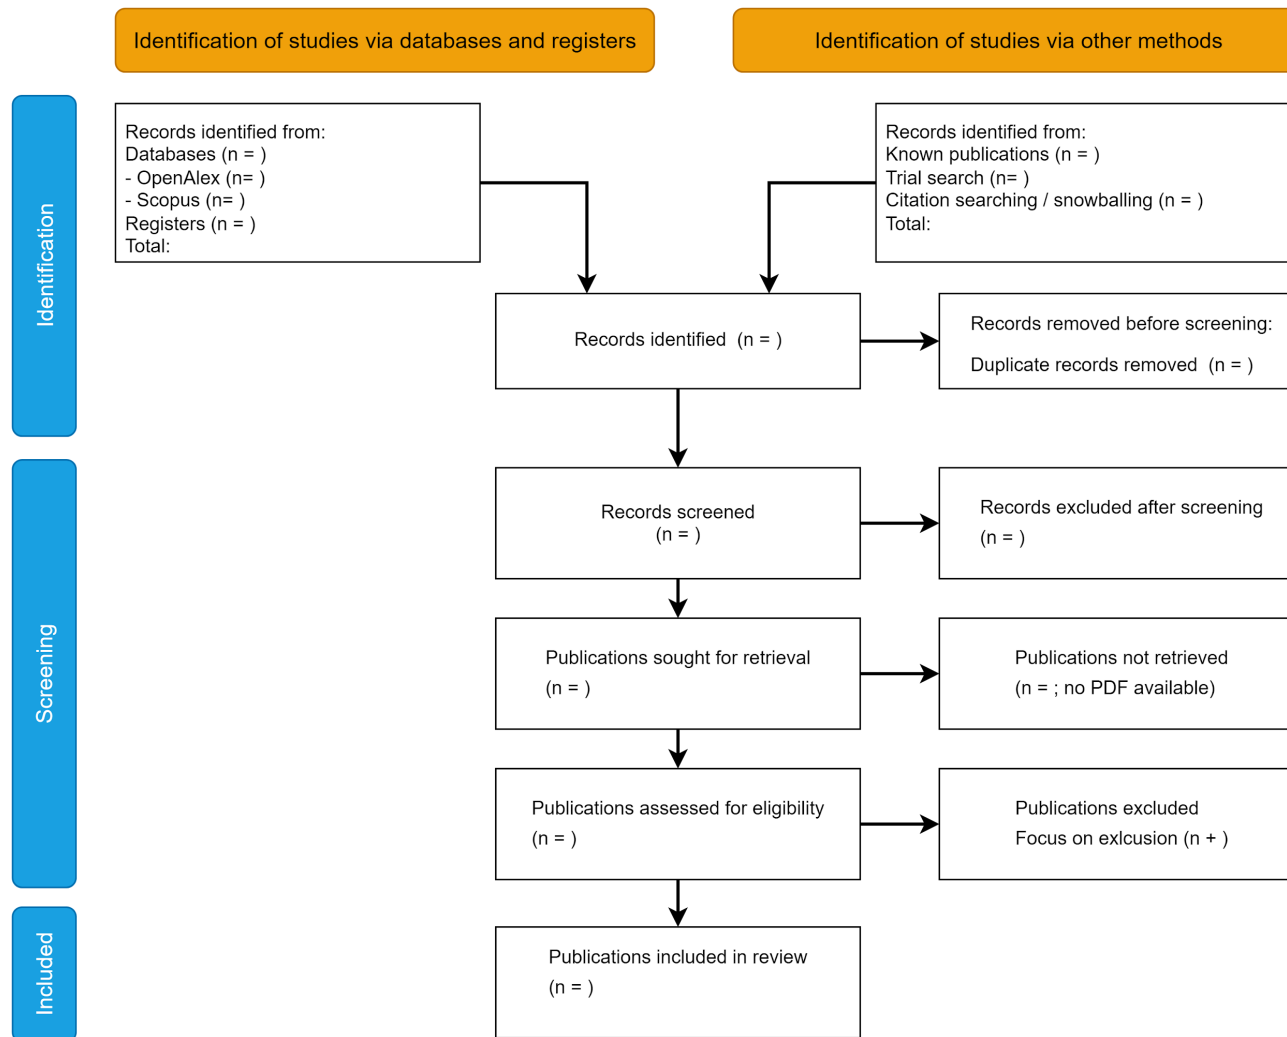 Identification of studies via databases and registers
Identification of studies via other methods
Identification
Records identified from:
Databases (n = )
- OpenAlex (n= )
- Scopus (n= )
Registers (n = )
Total:
Records identified from:
Known publications (n = )
Trial search (n= )
Citation searching / snowballing (n = )
Total:
Records identified (n = )
Records removed before screening:
Duplicate records removed (n = )
Screening
Records screened
(n = )
Records excluded after screening
(n = )
Publications sought for retrieval
(n = )
Publications not retrieved
(n = ; no PDF available)
Publications assessed for eligibility
(n = )
Publications excluded
Focus on exlcusion (n + )
Included
Publications included in review
(n = )